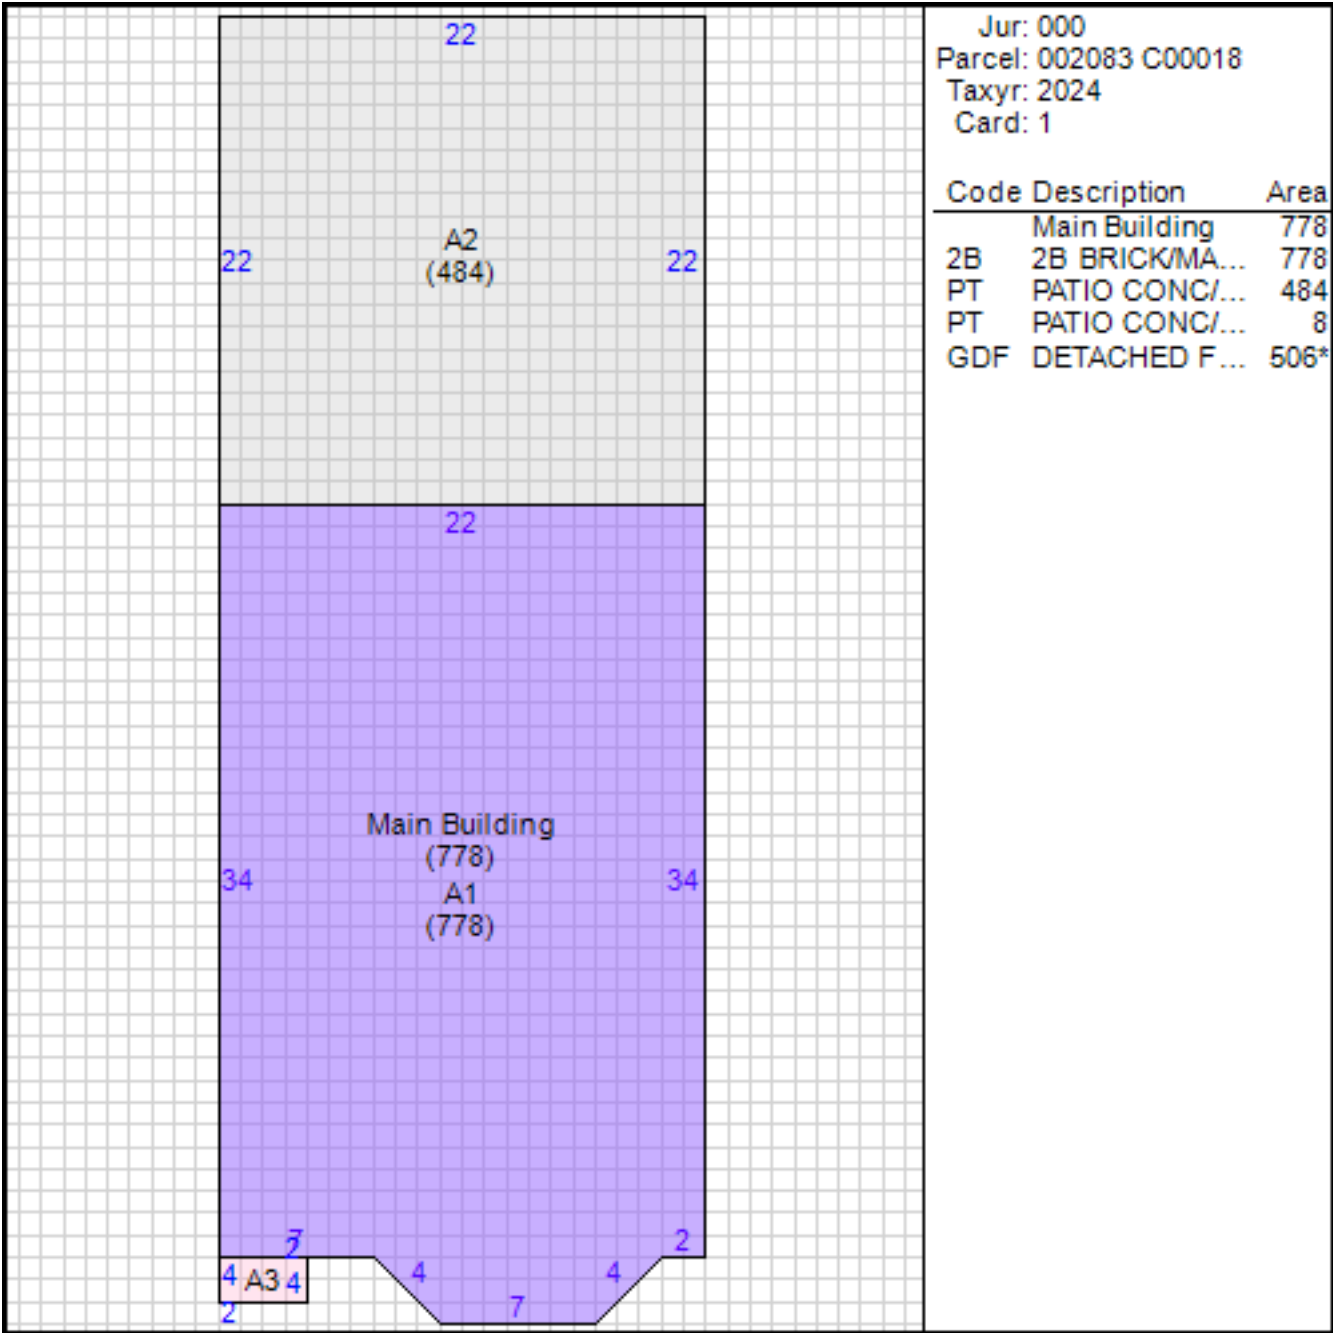 22
A2
(484)
22 22
22
Main Building
(778)
34 34
A1
(778)
7 2
2
4 A3 4 4 4
2 7
Jur: 000
Parcel: 002083 C00018
Taxyr: 2024
Card: 1
Code Description Area
Main Building 778
2B 2B BRICK/MA... 778
PT PATIO CONC/... 484
PT PATIO CONC/... 8
GDF DETACHED F... 506*